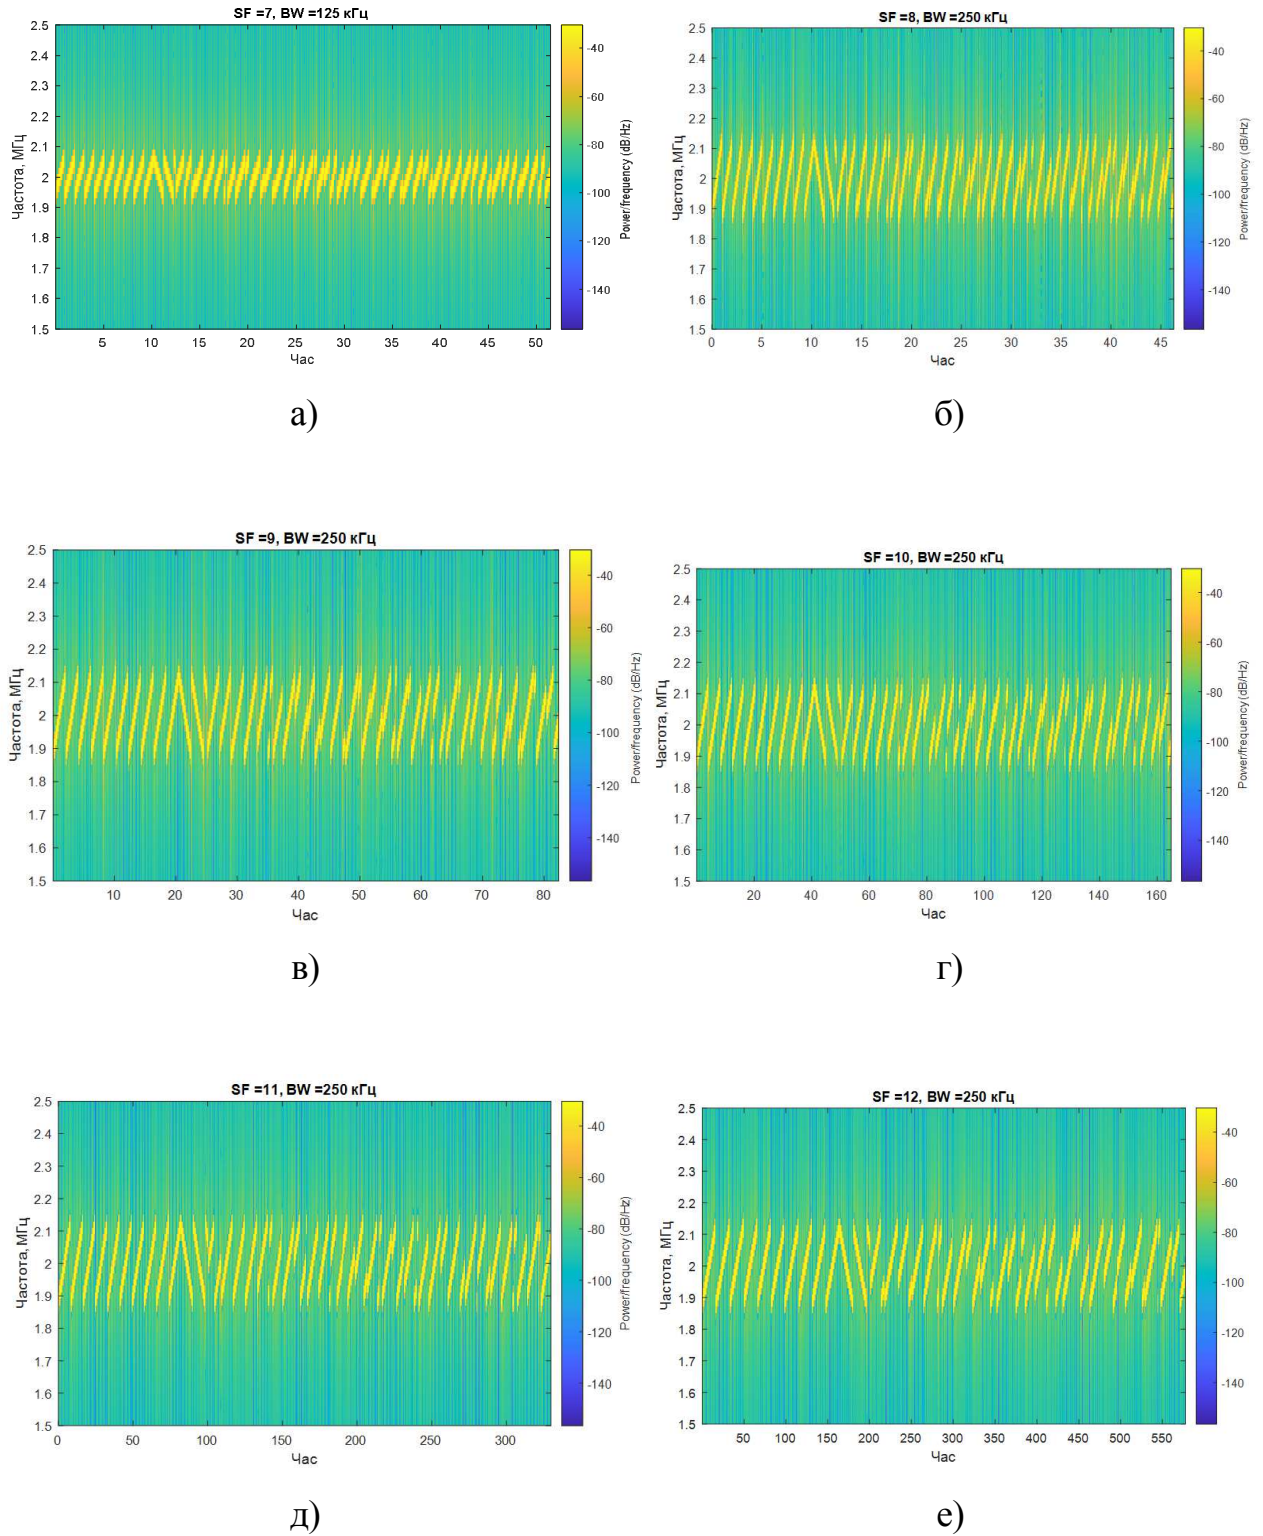 SF =7, BW =125 кГц
2.5
2.4
2.3
2.2
2.1
2
1.9
1.8
1.7
1.6
1.5
Частота, МГц
5 10 15 20 25 30 35 40 45 50
Час
-40
-60
-80
-100
-120
-140
Power/frequency (dB/Hz)
а)
SF =8, BW =250 кГц
2.5
2.4
2.3
2.2
2.1
2
1.9
1.8
1.7
1.6
1.5
Частота, МГц
0 5 10 15 20 25 30 35 40 45
Час
-40
-60
-80
-100
-120
-140
Power/frequency (dB/Hz)
б)
SF =9, BW =250 кГц
2.5
2.4
2.3
2.2
2.1
2
1.9
1.8
1.7
1.6
1.5
Частота, МГц
10 20 30 40 50 60 70 80
Час
-40
-60
-80
-100
-120
-140
Power/frequency (dB/Hz)
в)
SF =10, BW =250 кГц
2.5
2.4
2.3
2.2
2.1
2
1.9
1.8
1.7
1.6
1.5
Частота, МГц
20 40 60 80 100 120 140 160
Час
-40
-60
-80
-100
-120
-140
Power/frequency (dB/Hz)
г)
SF =11, BW =250 кГц
2.5
2.4
2.3
2.2
2.1
2
1.9
1.8
1.7
1.6
1.5
Частота, МГц
0 50 100 150 200 250 300
Час
-40
-60
-80
-100
-120
-140
Power/frequency (dB/Hz)
д)
SF =12, BW =250 кГц
2.5
2.4
2.3
2.2
2.1
2
1.9
1.8
1.7
1.6
1.5
Частота, МГц
50 100 150 200 250 300 350 400 450 500 550
Час
-40
-60
-80
-100
-120
-140
е)